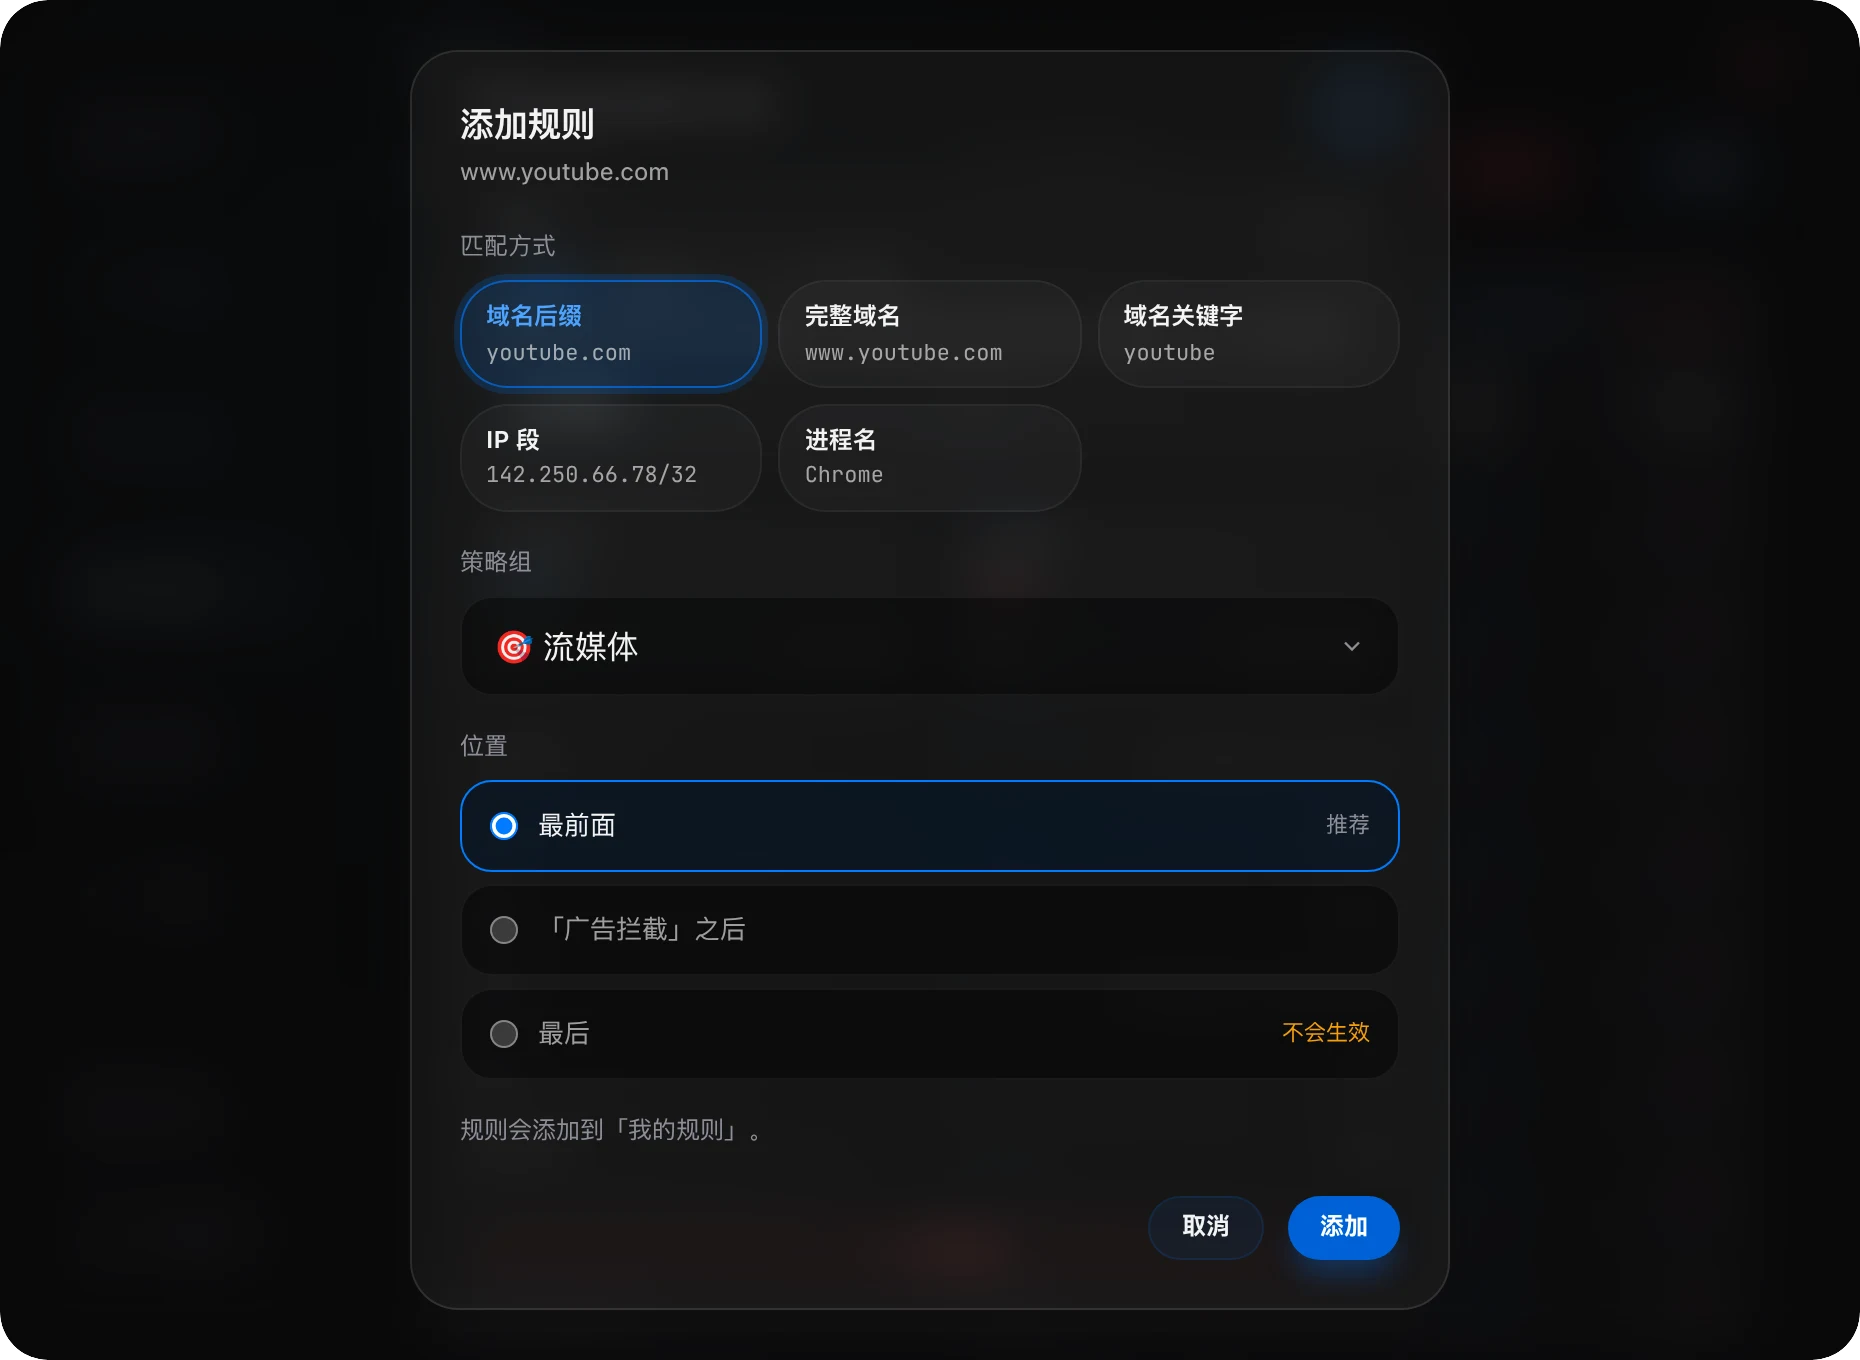 添加规则
www.youtube.com
匹配方式
域名后缀
youtube.com
完整域名
www.youtube.com
域名关键字
youtube
IP 段
142.250.66.78/32
进程名
Chrome
策略组
🎯 流媒体
位置
最前面
推荐
「广告拦截」之后
最后
不会生效
规则会添加到「我的规则」。
取消
添加